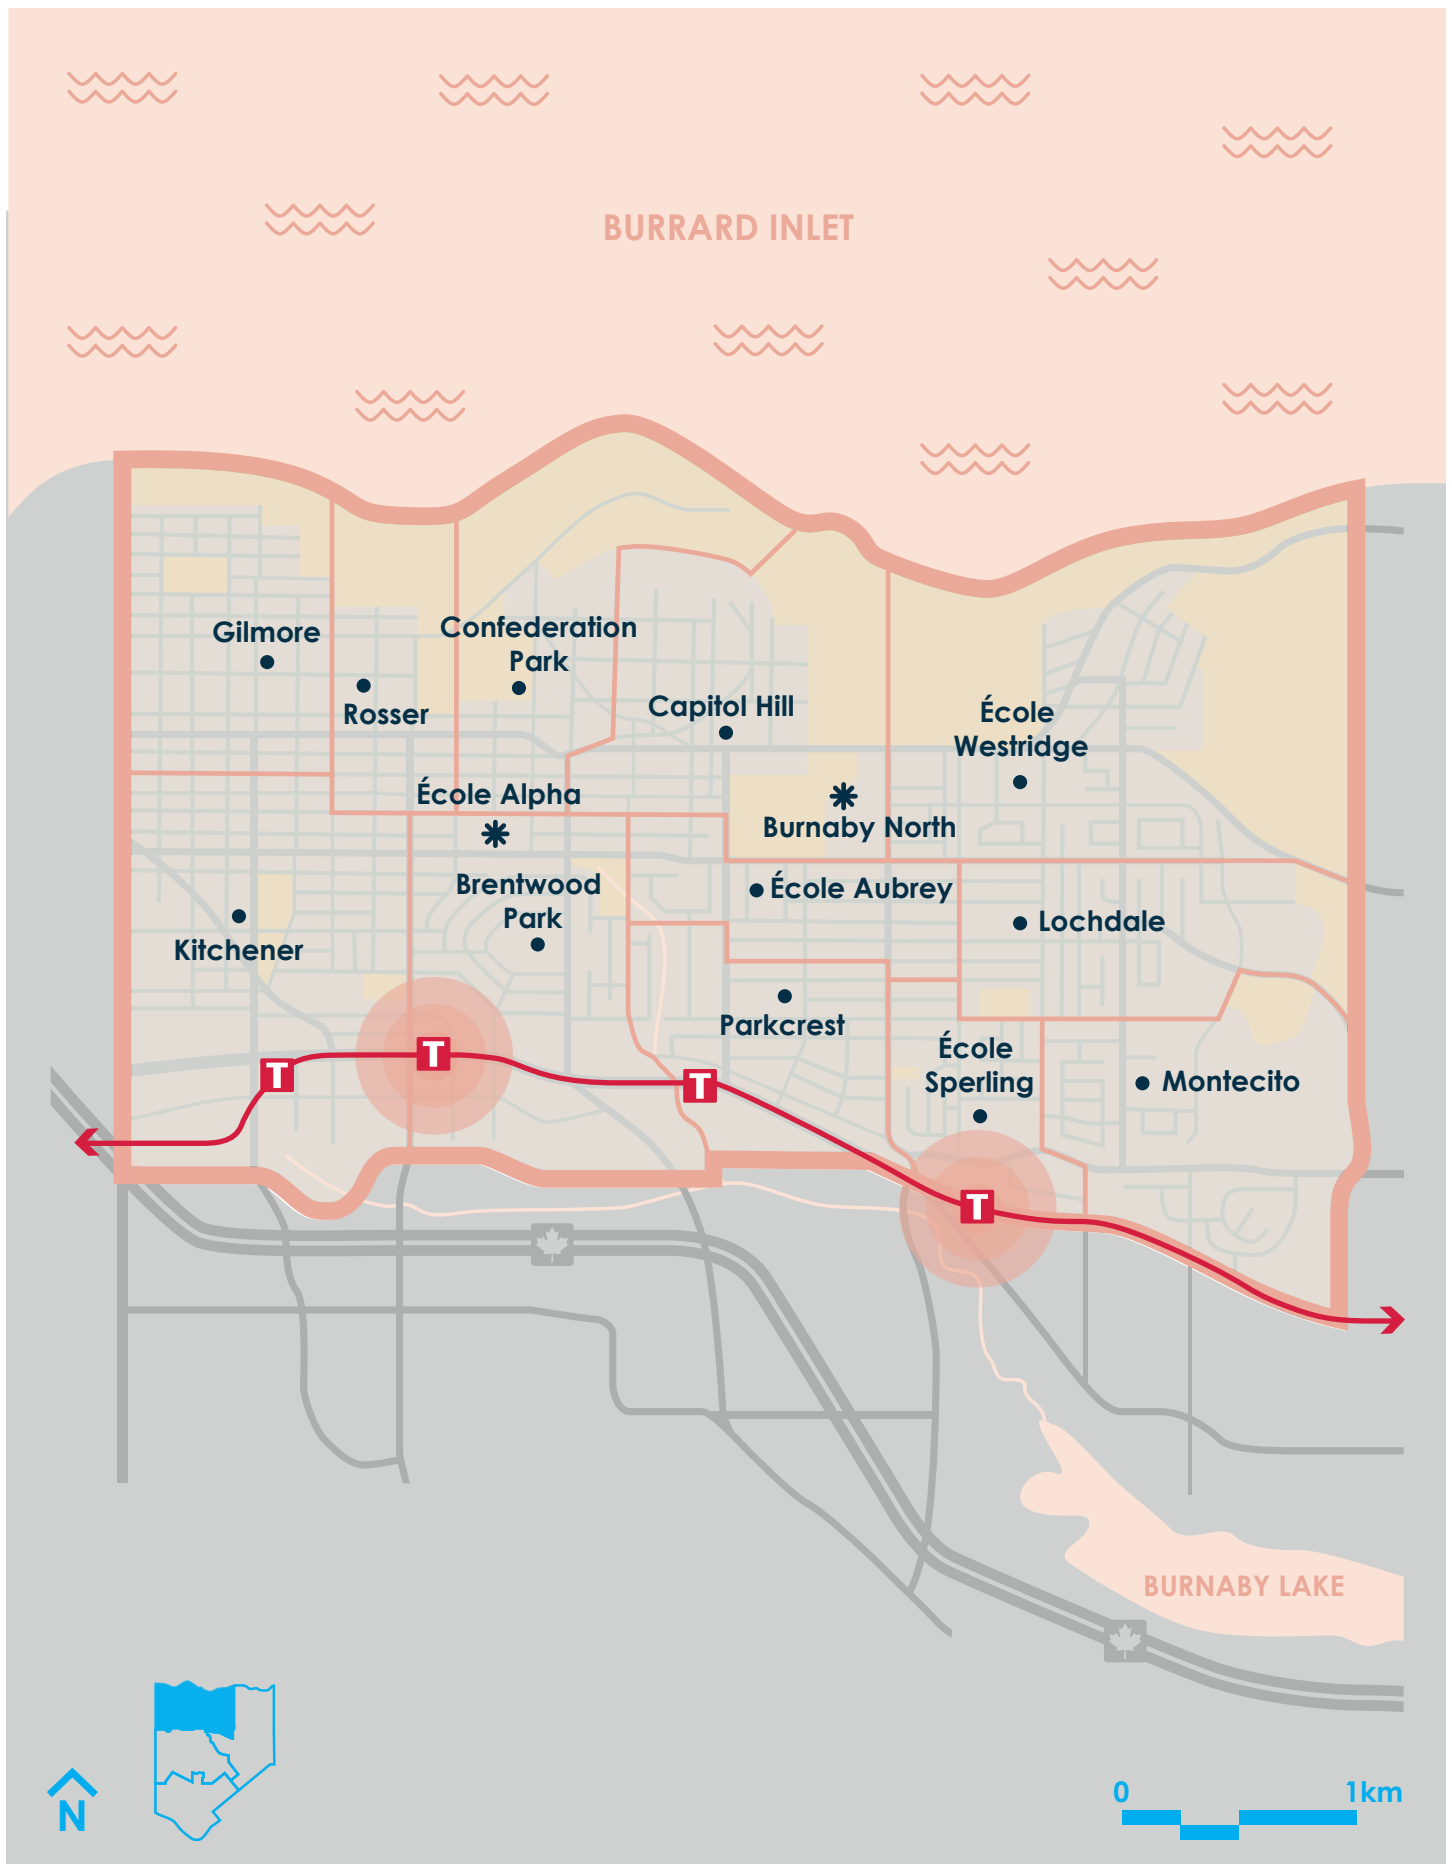 BURRARD INLET
Gilmore
Confederation
Park
Rosser
Capitol Hill
École
Westridge
École Alpha
Burnaby North
Brentwood
Park
École Aubrey
Lochdale
Kitchener
Parkcrest
École
Sperling
Montecito
T
T
T
T
BURNABY LAKE
N
0 1km